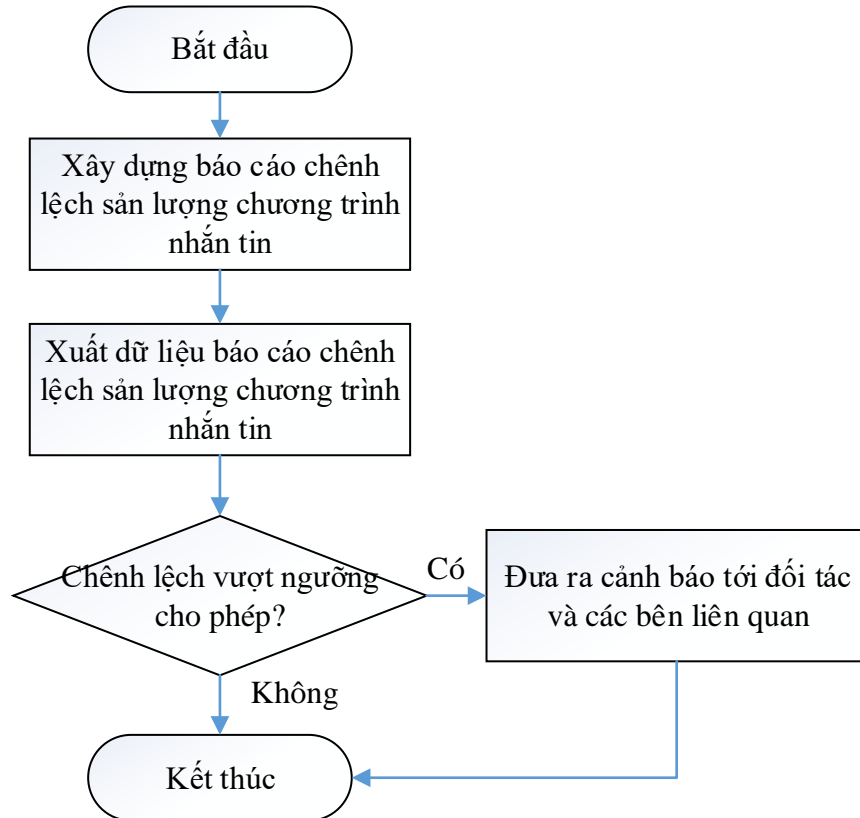 Bắt đầu
Xây dựng báo cáo chênh
lệch sản lượng chương trình
nhắn tin
Xuất dữ liệu báo cáo chênh
lệch sản lượng chương trình
nhắn tin
Chênh lệch vượt ngưỡng
cho phép?
Có
Đưa ra cảnh báo tới đối tác
và các bên liên quan
Không
Kết thúc